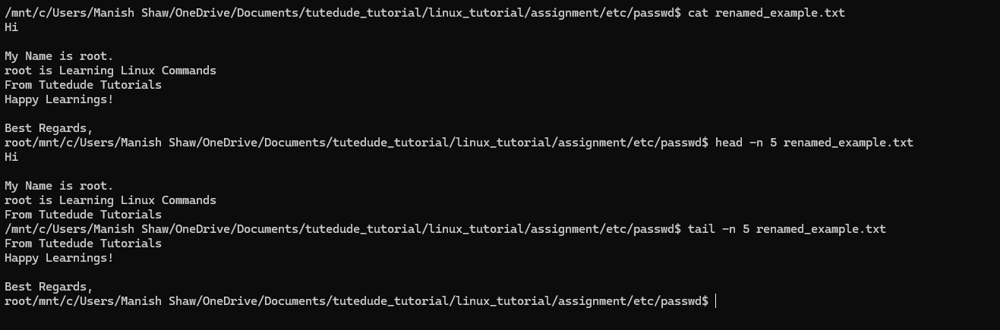 /mnt/c/Users/Manish Shaw/OneDrive/Documents/tutedude_tutorial/linux_tutorial/assignment/etc/passwd$ cat renamed_example.txt
Hi

My Name is root.
root is Learning Linux Commands
From Tutedude Tutorials
Happy Learnings!

Best Regards,
root/mnt/c/Users/Manish Shaw/OneDrive/Documents/tutedude_tutorial/linux_tutorial/assignment/etc/passwd$ head -n 5 renamed_example.txt
Hi

My Name is root.
root is Learning Linux Commands
From Tutedude Tutorials
/mnt/c/Users/Manish Shaw/OneDrive/Documents/tutedude_tutorial/linux_tutorial/assignment/etc/passwd$ tail -n 5 renamed_example.txt
From Tutedude Tutorials
Happy Learnings!

Best Regards,
root/mnt/c/Users/Manish Shaw/OneDrive/Documents/tutedude_tutorial/linux_tutorial/assignment/etc/passwd$